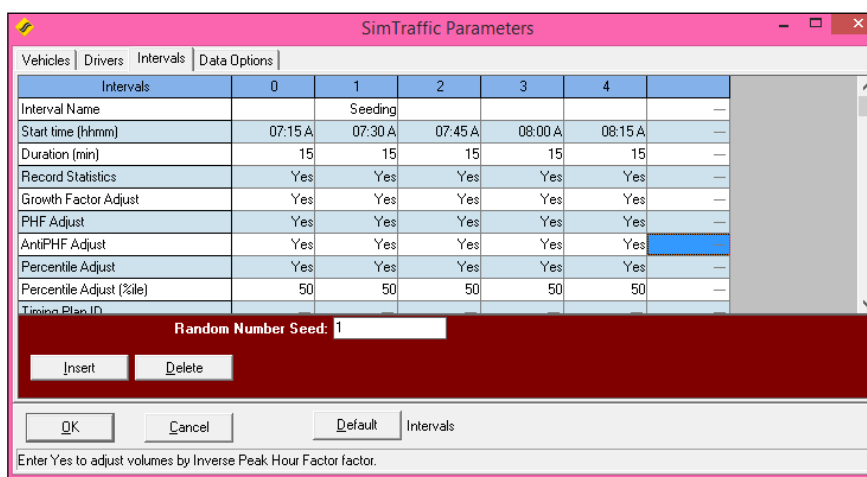 SimTraffic Parameters
Vehicles Drivers Intervals Data Options
Intervals 0 1 2 3 4
Interval Name Seeding —
Start time (hhmm) 07:15 A 07:30 A 07:45 A 08:00 A 08:15 A —
Duration (min) 15 15 15 15 15 —
Record Statistics Yes Yes Yes Yes Yes —
Growth Factor Adjust Yes Yes Yes Yes Yes —
PHF Adjust Yes Yes Yes Yes Yes —
AntiPHF Adjust Yes Yes Yes Yes Yes —
Percentile Adjust Yes Yes Yes Yes Yes —
Percentile Adjust (%ile) 50 50 50 50 50 —
Timing Plan ID — — — — — —
Random Number Seed: 1
Insert Delete
OK Cancel Default Intervals
Enter Yes to adjust volumes by Inverse Peak Hour Factor factor.